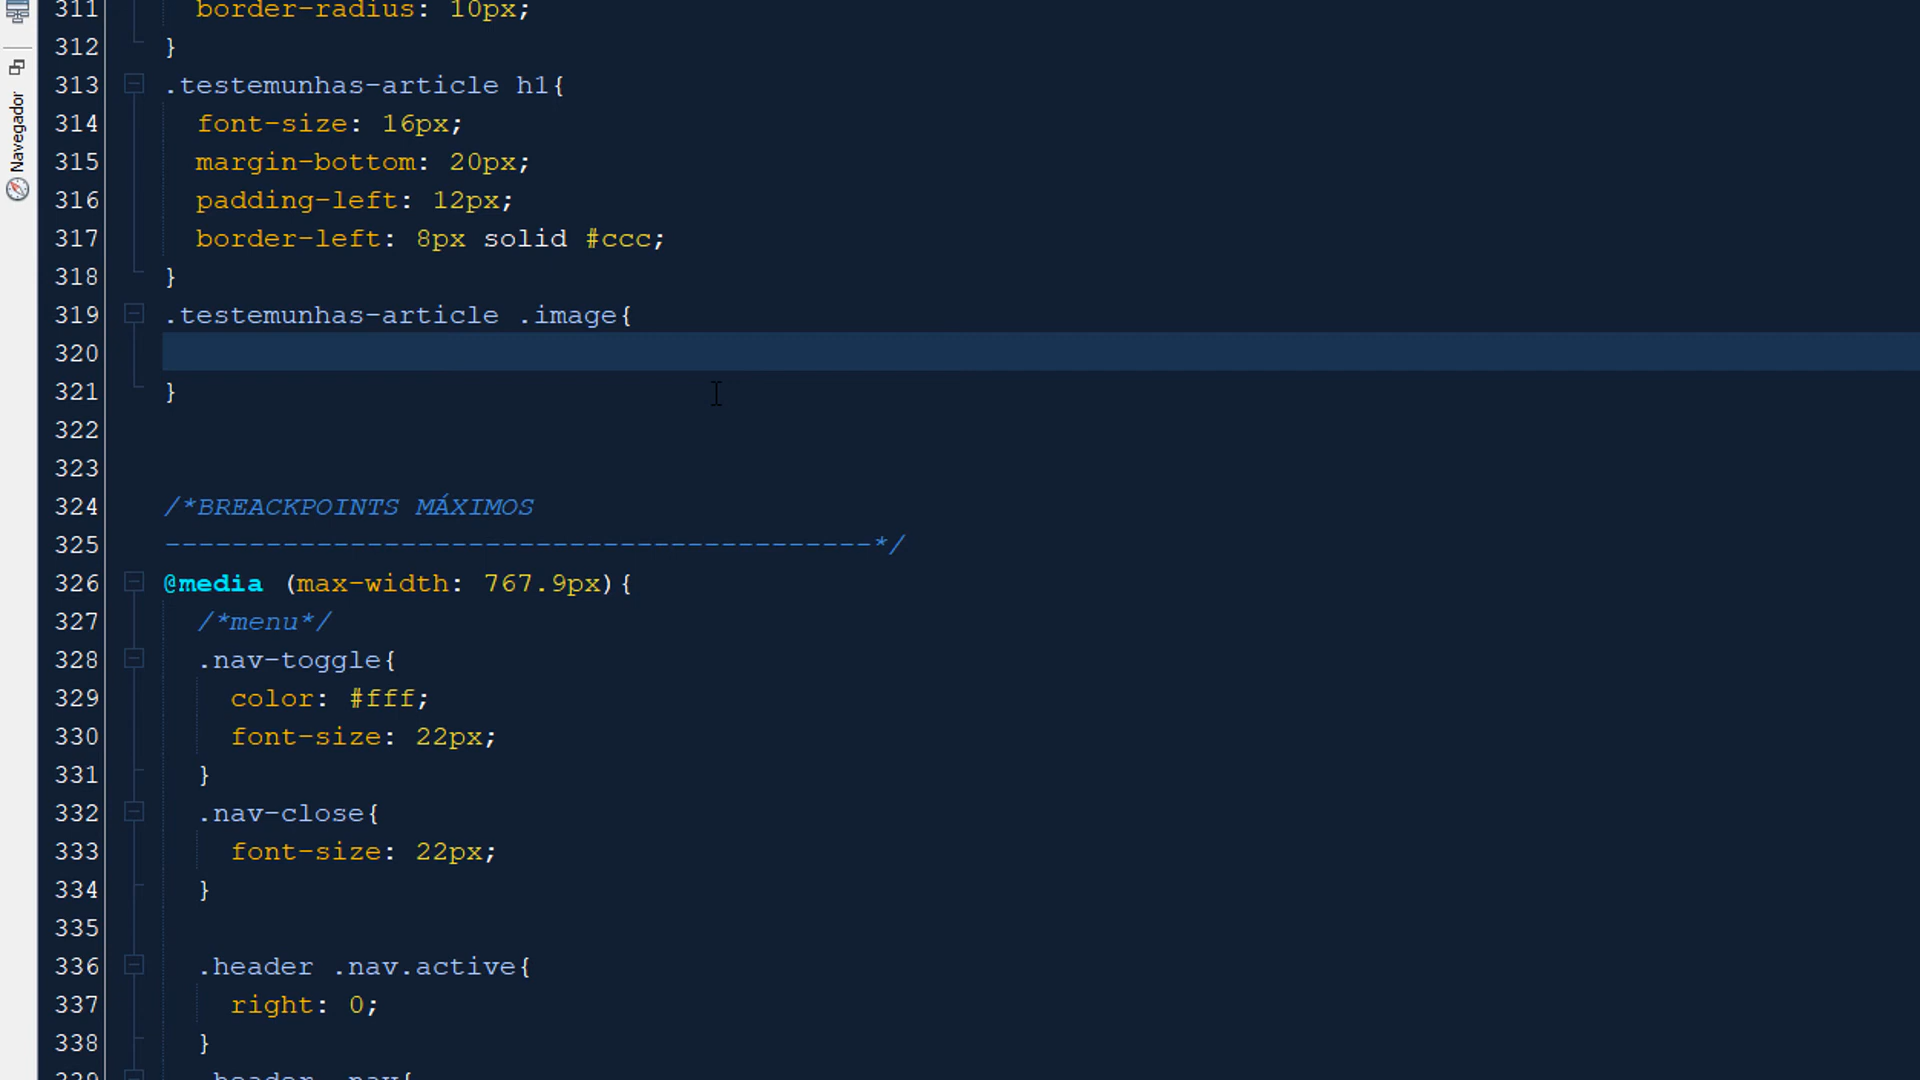 311 border-radius: 10px;
312 }
313 .testemunhas-article h1{
314 font-size: 16px;
315 margin-bottom: 20px;
316 padding-left: 12px;
317 border-left: 8px solid #ccc;
318 }
319 .testemunhas-article .image{
320
321 }
322
323
324 /*BREACKPOINTS MÁXIMOS
325 -------------------------------------------*/
326 @media (max-width: 767.9px){
327 /*menu*/
328 .nav-toggle{
329 color: #fff;
330 font-size: 22px;
331 }
332 .nav-close{
333 font-size: 22px;
334 }
335
336 .header .nav.active{
337 right: 0;
338 }
339 .header .nav{
Navegador